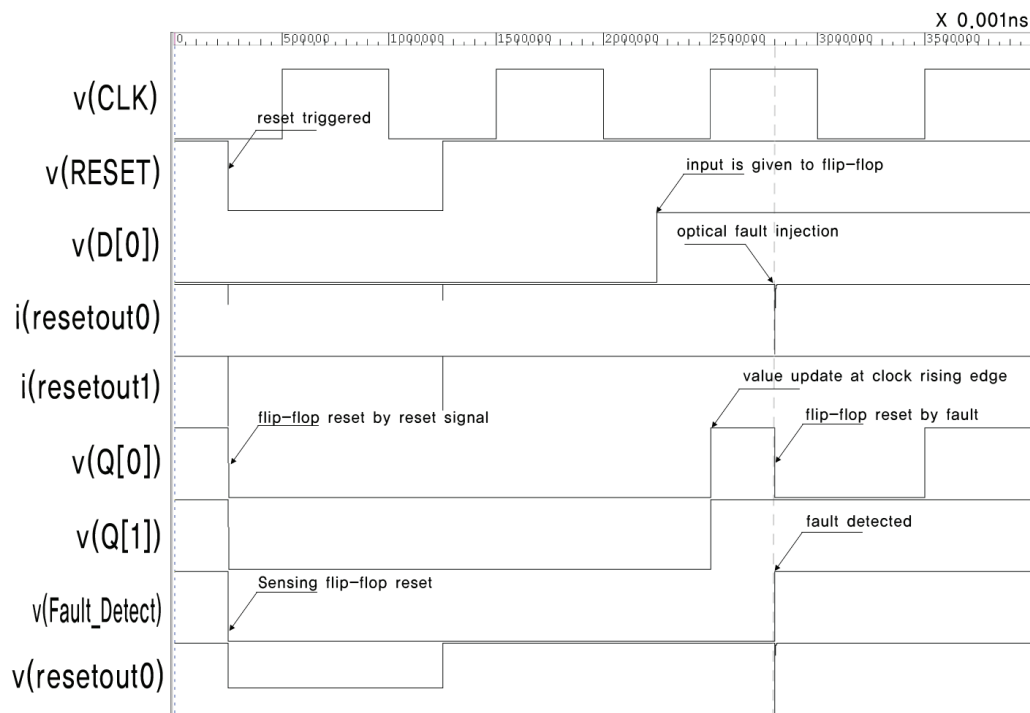 X 0.001ns
0 500000 1000000 1500000 2000000 2500000 3000000 3500000
v(CLK)
reset triggered
v(RESET)
input is given to flip-flop
v(D[0])
optical fault injection
i(resetout0)
i(resetout1)
value update at clock rising edge
flip-flop reset by reset signal
flip-flop reset by fault
v(Q[0])
v(Q[1])
fault detected
Sensing flip-flop reset
v(Fault_Detect)
v(resetout0)